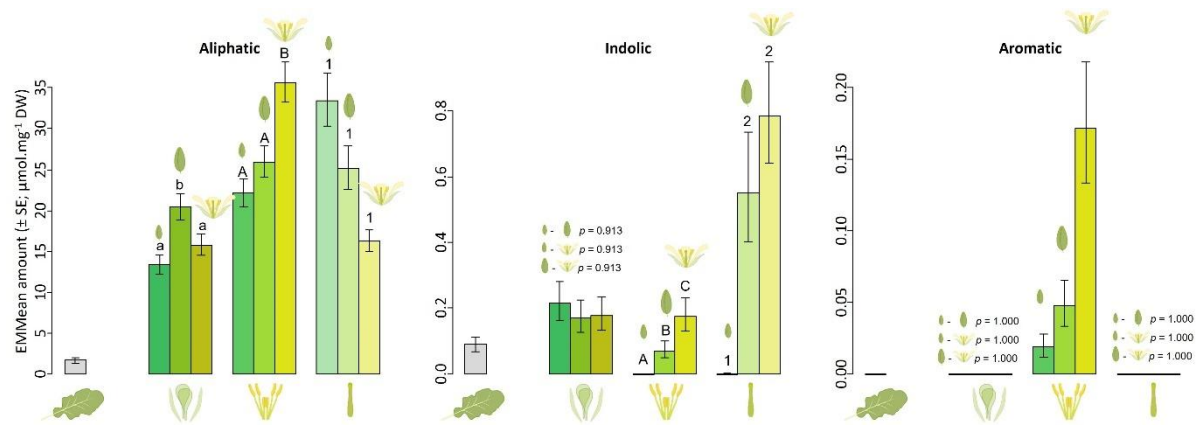 Aliphatic
Indolic
Aromatic
EMMean amount (± SE; µmol.mg⁻¹ DW)
35
30
25
20
15
10
5
0
a
b
a
A
A
B
1
1
1
0.8
0.6
0.4
0.2
0.0
- p = 0.913
- p = 0.913
- p = 0.913
A
B
C
1
2
2
0.20
0.15
0.10
0.05
0.00
- p = 1.000
- p = 1.000
- p = 1.000
- p = 1.000
- p = 1.000
- p = 1.000